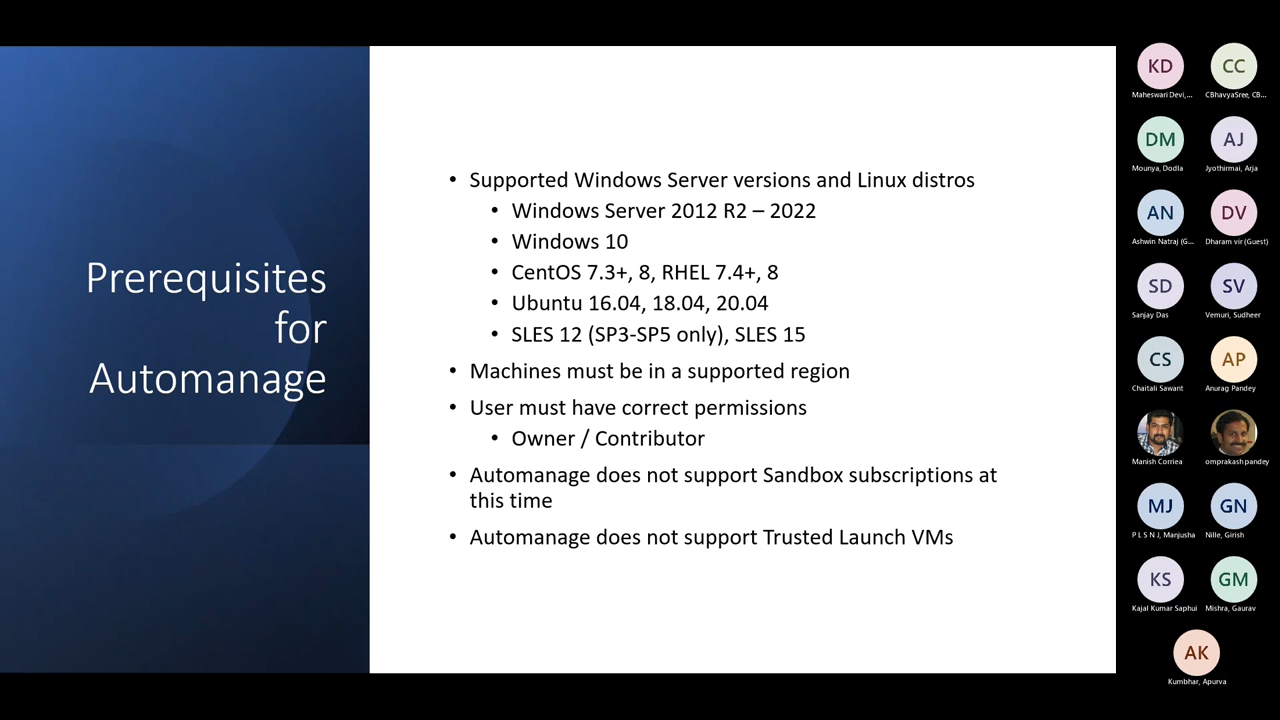 Prerequisites
for
Automanage
• Supported Windows Server versions and Linux distros
• Windows Server 2012 R2 – 2022
• Windows 10
• CentOS 7.3+, 8, RHEL 7.4+, 8
• Ubuntu 16.04, 18.04, 20.04
• SLES 12 (SP3-SP5 only), SLES 15
• Machines must be in a supported region
• User must have correct permissions
• Owner / Contributor
• Automanage does not support Sandbox subscriptions at
this time
• Automanage does not support Trusted Launch VMs
KD
Maheswari Devi,...
CC
CBhavyaSree, CB...
DM
Mounya, Dodla
AJ
Jyothirmai, Arja
AN
Ashwin Natraj (G...
DV
Dharam vir (Guest)
SD
Sanjay Das
SV
Vemuri, Sudheer
CS
Chaitali Sawant
AP
Anurag Pandey
Manish Corriea
omprakash pandey
MJ
P L S N J, Manjusha
GN
Nille, Girish
KS
Kajal Kumar Saphui
GM
Mishra, Gaurav
AK
Kumbhar, Apurva